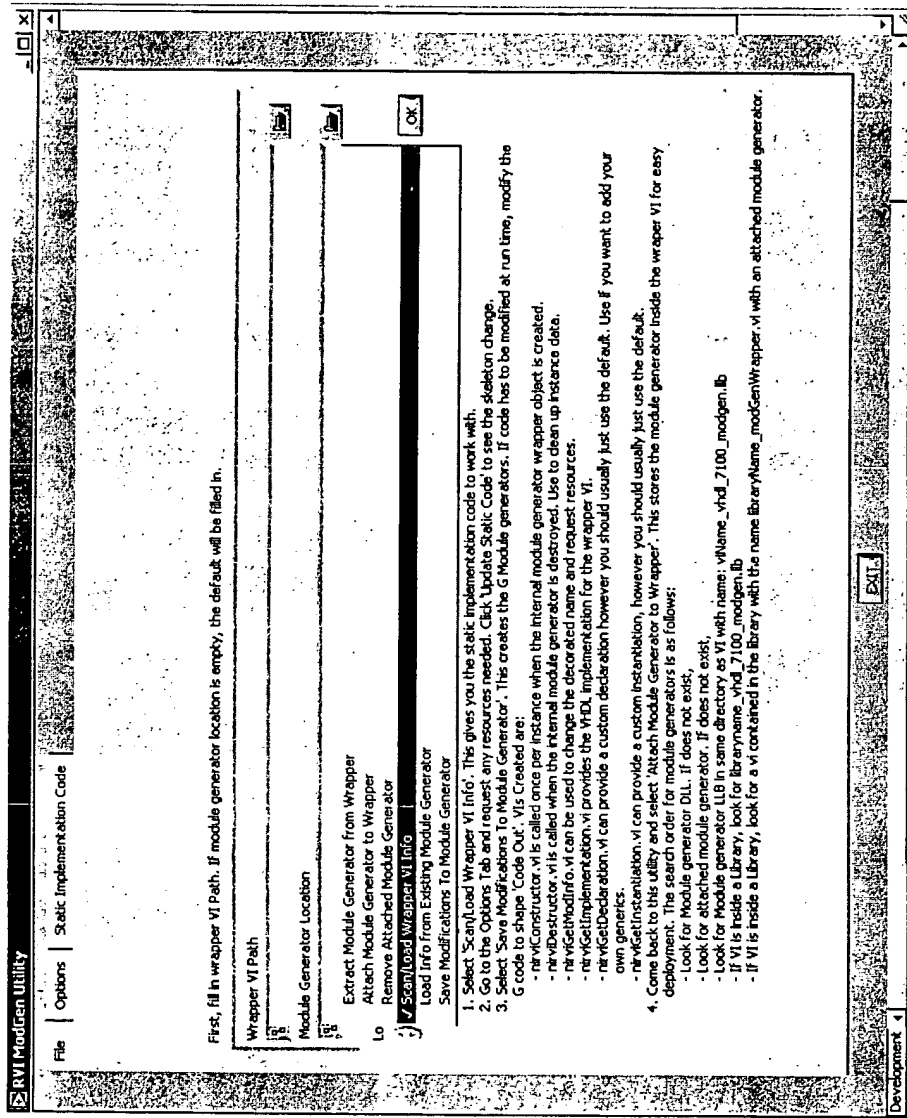 RVI ModGen Utility
File
Options
Static Implementation Code
First, fill in wrapper VI Path. If module generator location is empty, the default will be filled in.
Wrapper VI Path
Module Generator Location
Extract Module Generator from Wrapper
Attach Module Generator to Wrapper
Remove Attached Module Generator
Lo
✓ Scan/Load Wrapper VI Info
OK
Load Info from Existing Module Generator
Save Modifications To Module Generator
1. Select 'Scan/Load Wrapper VI Info'. This gives you the static implementation code to work with.
2. Go to the Options Tab and request any resources needed. Click 'Update Static Code' to see the skeleton change.
3. Select 'Save Modifications To Module Generator'. This creates the G Module generators. If code has to be modified at run time, modify the
G code to shape 'Code Out'. VIs Created are:
- nirviConstructor.vi is called once per instance when the internal module generator wrapper object is created.
- nirviDestructor.vi is called when the internal module generator is destroyed. Use to clean up instance data.
- nirviGetModInfo.vi can be used to change the decorated name and request resources.
- nirviGetImplementation.vi provides the VHDL implementation for the wrapper VI.
- nirviGetDeclaration.vi can provide a custom declaration however you should usually just use the default. Use if you want to add your
own generics.
- nirviGetInstantiation.vi can provide a custom instantiation, however you should usually just use the default.
4. Come back to this utility and select 'Attach Module Generator to Wrapper'. This stores the module generator inside the wraper VI for easy
deployment. The search order for module generators is as follows:
- Look for Module generator DLL. If does not exist,
- Look for attached module generator. If does not exist,
- Look for Module generator LLB in same directory as VI with name: viName_vhdl_7100_modgen.llb
- If VI is inside a Library, look for libraryname_vhdl_7100_modgen.llb
- If VI is inside a Library, look for a vi contained in the library with the name libraryName_modGenWrapper.vi with an attached module generator.
EXIT
Development